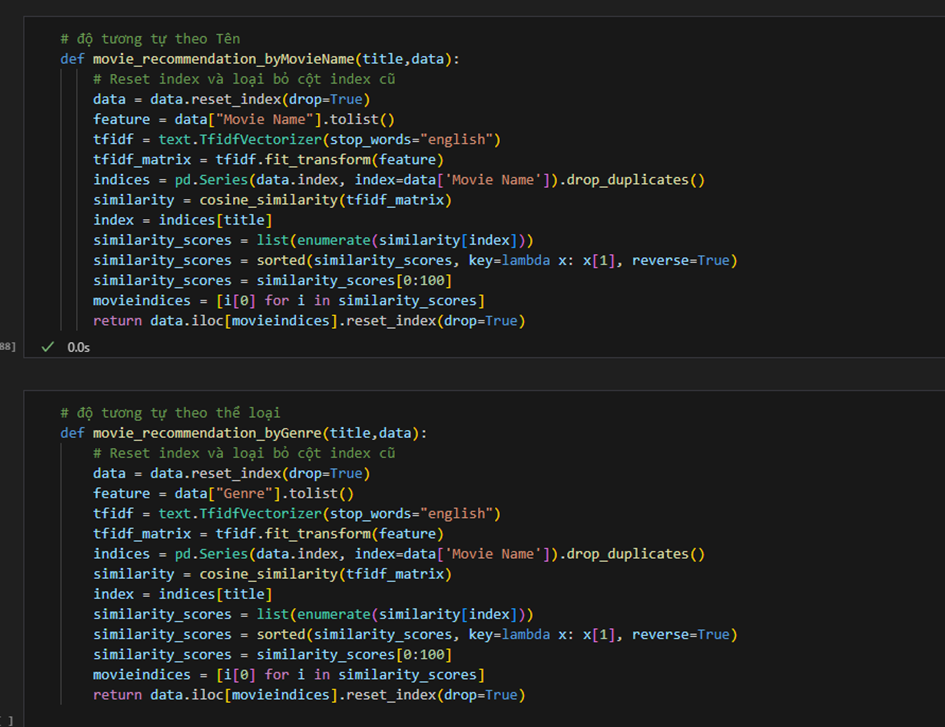 # độ tương tự theo Tên
def movie_recommendation_byMovieName(title,data):
    # Reset index và loại bỏ cột index cũ
    data = data.reset_index(drop=True)
    feature = data["Movie Name"].tolist()
    tfidf = text.TfidfVectorizer(stop_words="english")
    tfidf_matrix = tfidf.fit_transform(feature)
    indices = pd.Series(data.index, index=data['Movie Name']).drop_duplicates()
    similarity = cosine_similarity(tfidf_matrix)
    index = indices[title]
    similarity_scores = list(enumerate(similarity[index]))
    similarity_scores = sorted(similarity_scores, key=lambda x: x[1], reverse=True)
    similarity_scores = similarity_scores[0:100]
    movieindices = [i[0] for i in similarity_scores]
    return data.iloc[movieindices].reset_index(drop=True)
88] ✓ 0.0s
# độ tương tự theo thể loại
def movie_recommendation_byGenre(title,data):
    # Reset index và loại bỏ cột index cũ
    data = data.reset_index(drop=True)
    feature = data["Genre"].tolist()
    tfidf = text.TfidfVectorizer(stop_words="english")
    tfidf_matrix = tfidf.fit_transform(feature)
    indices = pd.Series(data.index, index=data['Movie Name']).drop_duplicates()
    similarity = cosine_similarity(tfidf_matrix)
    index = indices[title]
    similarity_scores = list(enumerate(similarity[index]))
    similarity_scores = sorted(similarity_scores, key=lambda x: x[1], reverse=True)
    similarity_scores = similarity_scores[0:100]
    movieindices = [i[0] for i in similarity_scores]
    return data.iloc[movieindices].reset_index(drop=True)
[ ]